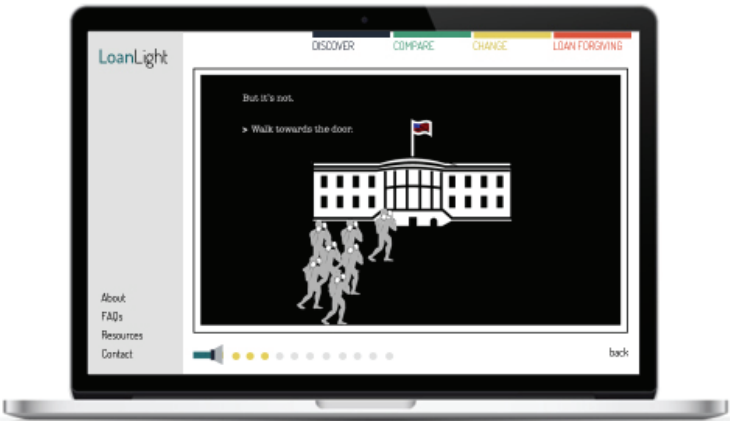 LoanLight
DISCOVER
COMPARE
CHANGE
LOAN FORGIVING
But it's not.
> Walk towards the door.
About
FAQs
Resources
Contact
back